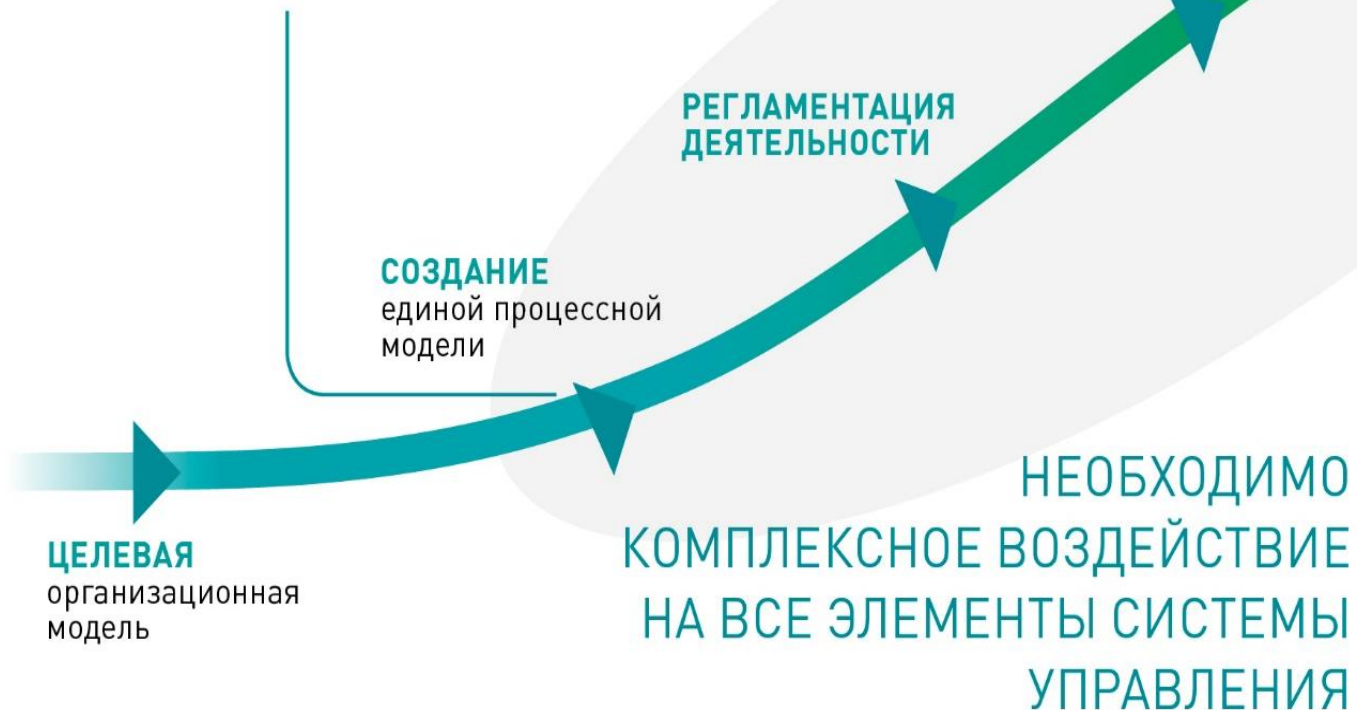 РЕГЛАМЕНТАЦИЯ
ДЕЯТЕЛЬНОСТИ
СОЗДАНИЕ
единой процессной
модели
ЦЕЛЕВАЯ
организационная
модель
НЕОБХОДИМО
КОМПЛЕКСНОЕ ВОЗДЕЙСТВИЕ
НА ВСЕ ЭЛЕМЕНТЫ СИСТЕМЫ
УПРАВЛЕНИЯ